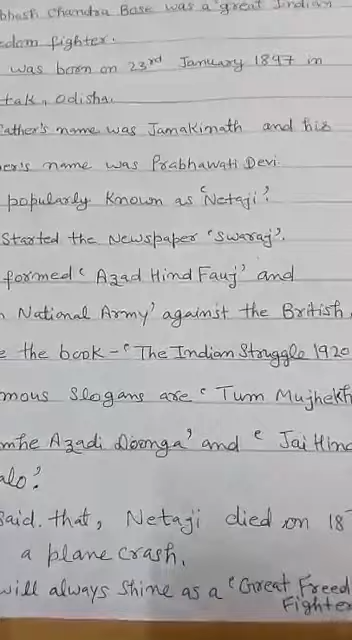 bhash Chandra Bose was a great Indian
edom fighter.
was born on 23rd January 1897 in
tak, Odisha.
father's name was Jamakimath and his
er's name was Prabhawati Devi.
popularly known as 'Netaji'.
Started the Newspaper 'Swaraj'.
formed 'Azad Hind Fauj' and
n National Army' against the British.
e the book - 'The Indian Struggle 1920
mous Slogans are 'Tum Mujhekh
mhe Azadi Doonga' and 'Jai Hind
alo'.
said that, Netaji died on 18
a plane crash.
will always shine as a 'Great Freed
Fighter